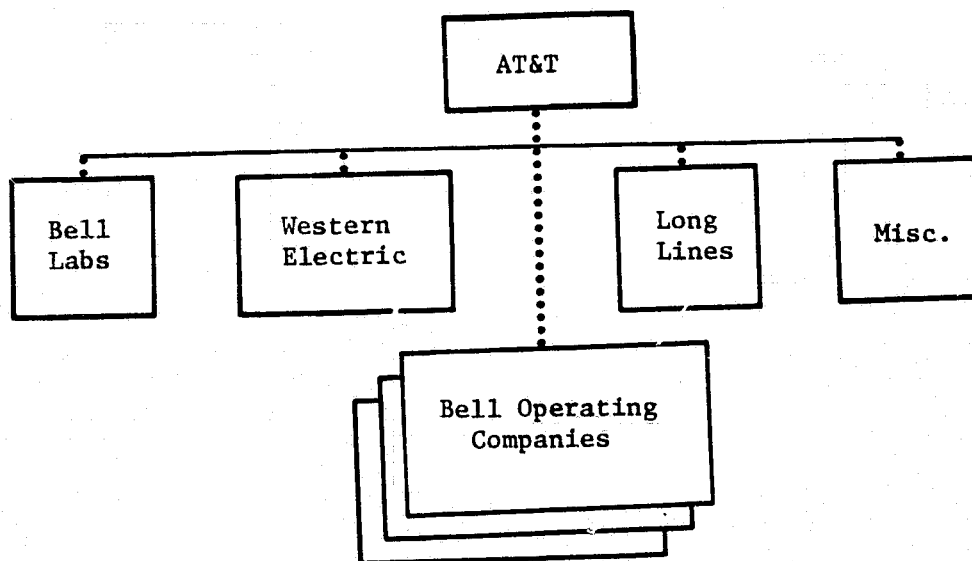 AT&T
Bell
Labs
Western
Electric
Long
Lines
Misc.
Bell Operating
Companies